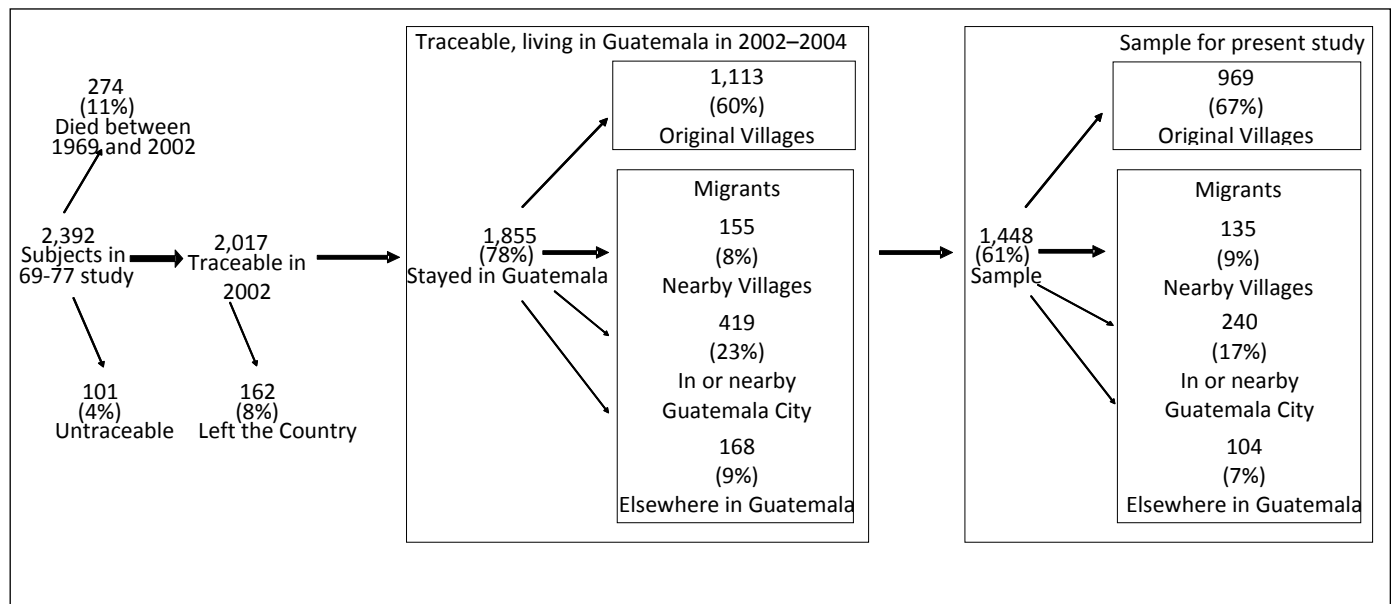 274
(11%)
Died between
1969 and 2002
2,392
Subjects in
69-77 study
101
(4%)
Untraceable
2,017
Traceable in
2002
162
(8%)
Left the Country
Traceable, living in Guatemala in 2002–2004
1,855
(78%)
Stayed in Guatemala
1,113
(60%)
Original Villages
Migrants
155
(8%)
Nearby Villages
419
(23%)
In or nearby
Guatemala City
168
(9%)
Elsewhere in Guatemala
Sample for present study
1,448
(61%)
Sample
969
(67%)
Original Villages
Migrants
135
(9%)
Nearby Villages
240
(17%)
In or nearby
Guatemala City
104
(7%)
Elsewhere in Guatemala